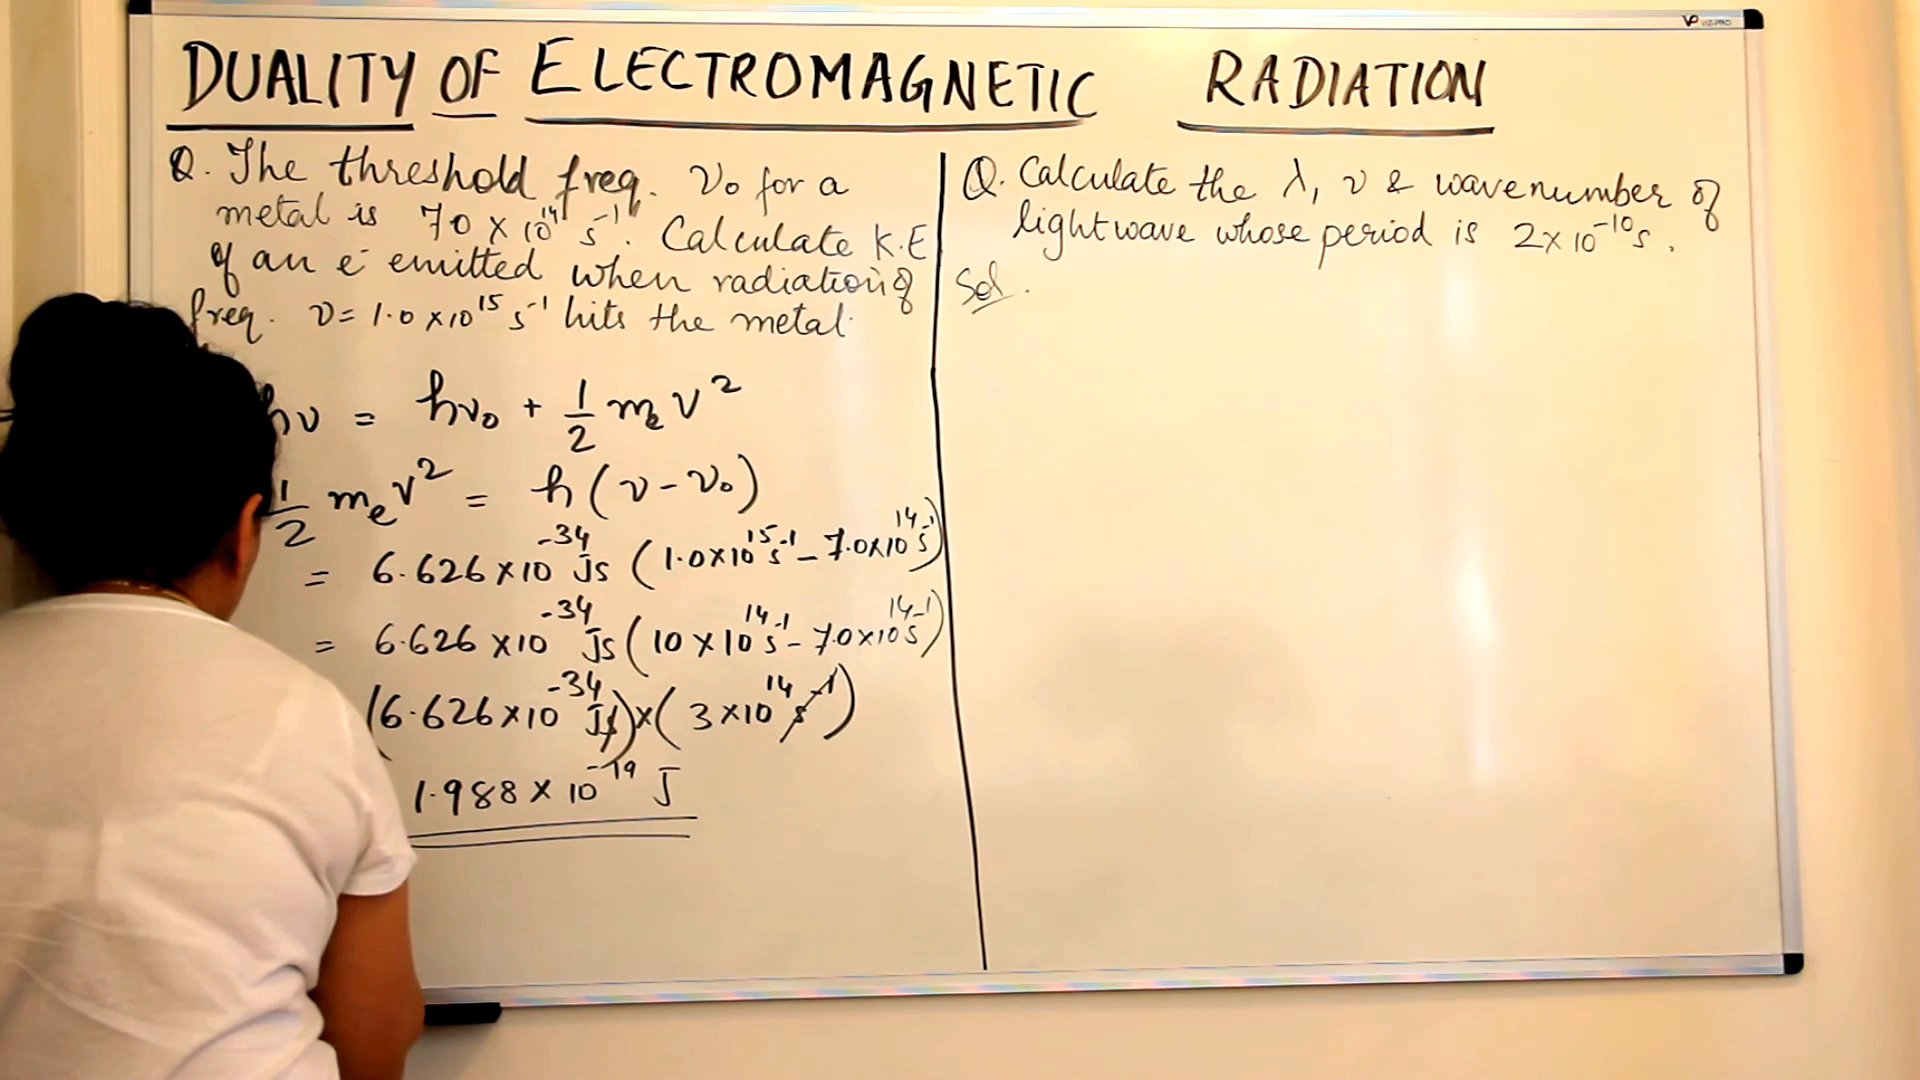 VIZ-PRO
DUALITY OF ELECTROMAGNETIC RADIATION
Q. The threshold freq. ν₀ for a
metal is 70 × 10¹⁴ s⁻¹. Calculate K.E
of an e⁻ emitted when radiation of
freq. ν = 1.0 × 10¹⁵ s⁻¹ hits the metal.
hν = hν₀ + 1/2 mₑv²
1/2 mₑv² = h(ν - ν₀)
= 6.626 × 10⁻³⁴ Js (1.0 × 10¹⁵ s⁻¹ - 7.0 × 10¹⁴ s⁻¹)
= 6.626 × 10⁻³⁴ Js (10 × 10¹⁴ s⁻¹ - 7.0 × 10¹⁴ s⁻¹)
(6.626 × 10⁻³⁴ Js) × (3 × 10¹⁴ s⁻¹)
1.988 × 10⁻¹⁹ J
Q. Calculate the λ, ν & wavenumber of
lightwave whose period is 2 × 10⁻¹⁰ s.
Sol.